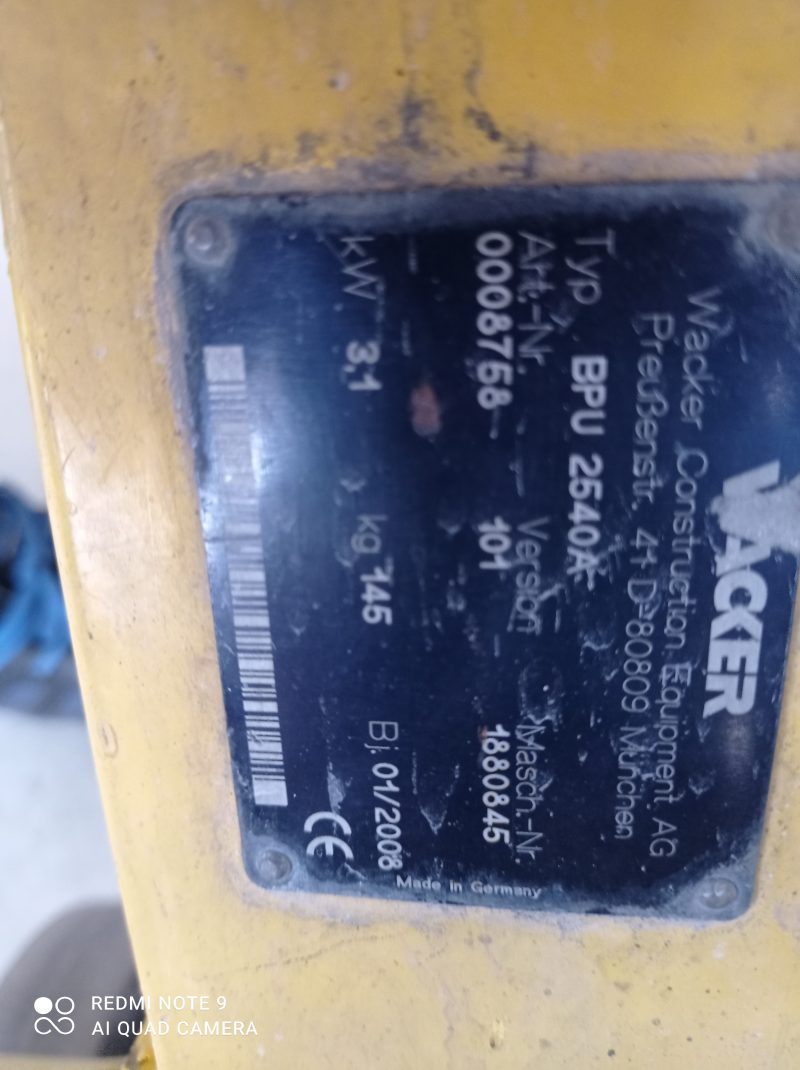 WACKER
Wacker Construction Equipment AG
Preußenstr. 41 D-80809 München
Typ BPU 2540A
Art.-Nr. Version Masch.-Nr.
0008758 101 1880845
kW 3,1 kg 145 Bj. 01/2008
CE
Made in Germany
REDMI NOTE 9
AI QUAD CAMERA